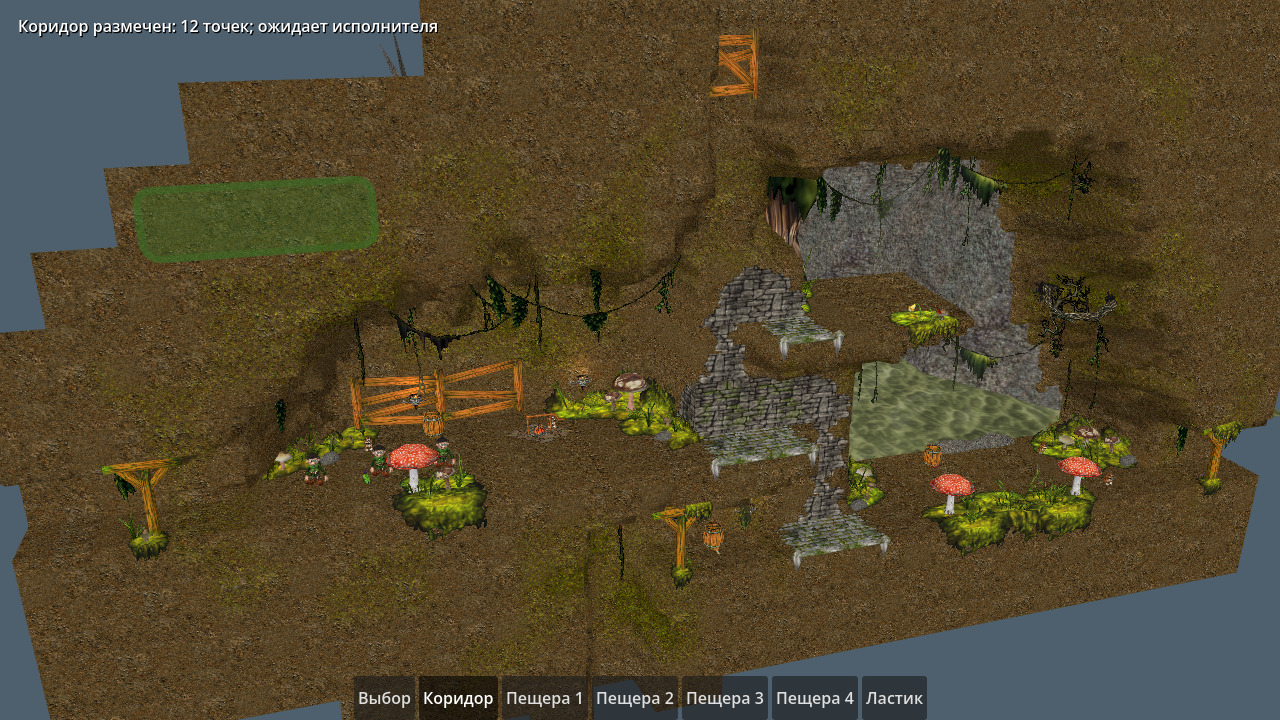 Коридор размечен: 12 точек; ожидает исполнителя
Выбор Коридор Пещера 1 Пещера 2 Пещера 3 Пещера 4 Ластик